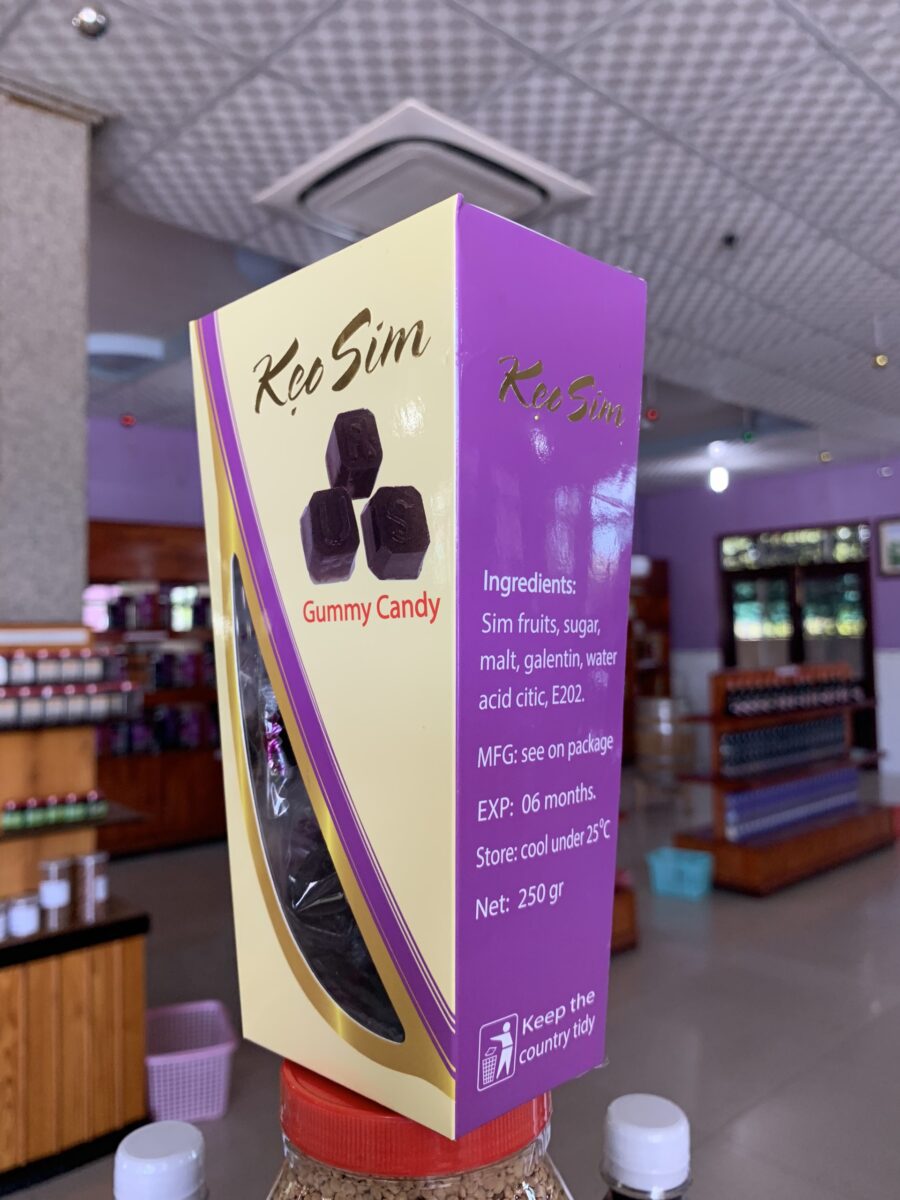 Kẹo Sim
R
U S
Gummy Candy
Kẹo Sim
Ingredients:
Sim fruits, sugar,
malt, galentin, water
acid citic, E202.
MFG: see on package
EXP: 06 months.
Store: cool under 25°C
Net: 250 gr
Keep the
country tidy